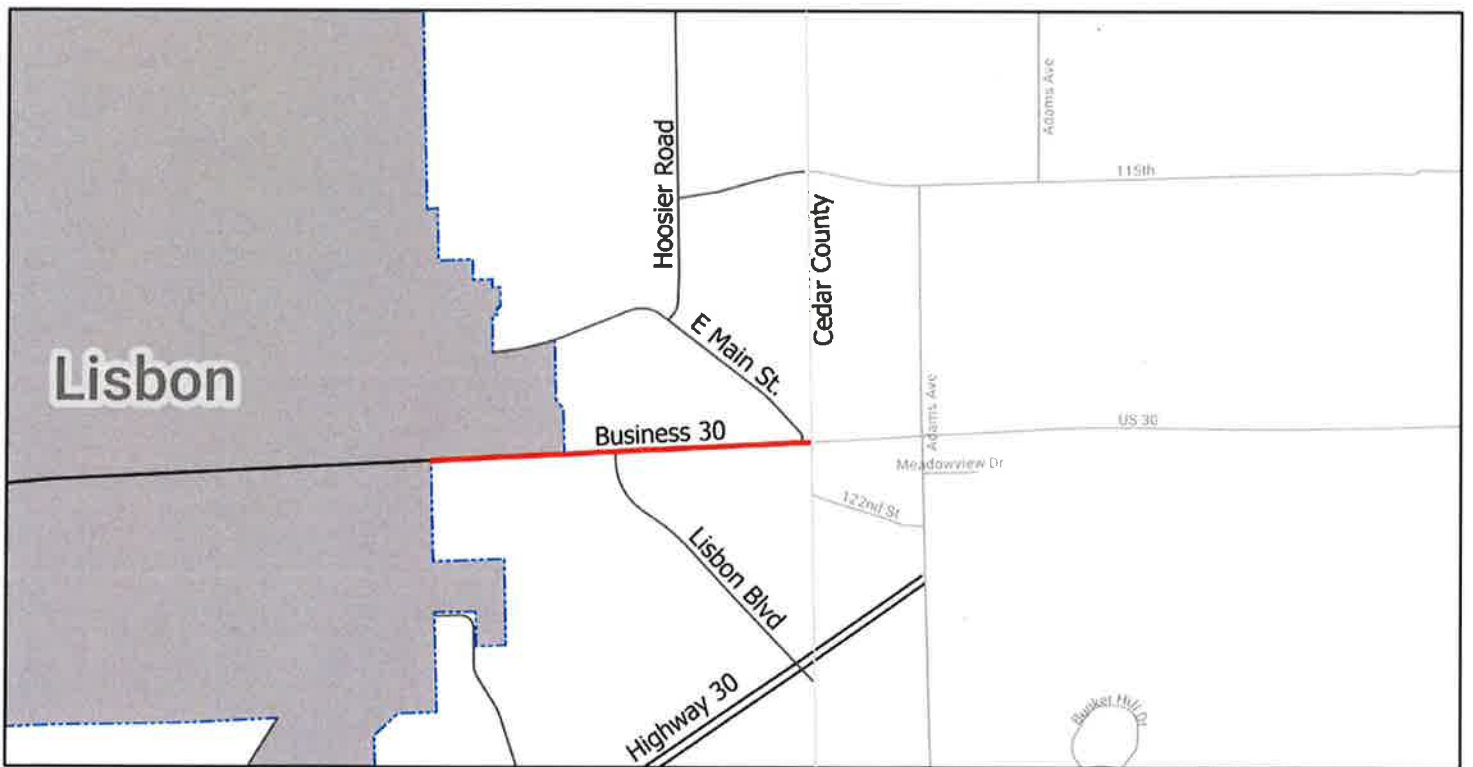 Adams Ave
Hoosier Road
115th
Cedar County
E Main St.
Lisbon
Adams Ave
Business 30
US 30
Meadowview Dr
122nd St
Lisbon Blvd
Highway 30
Bunker Hill Dr